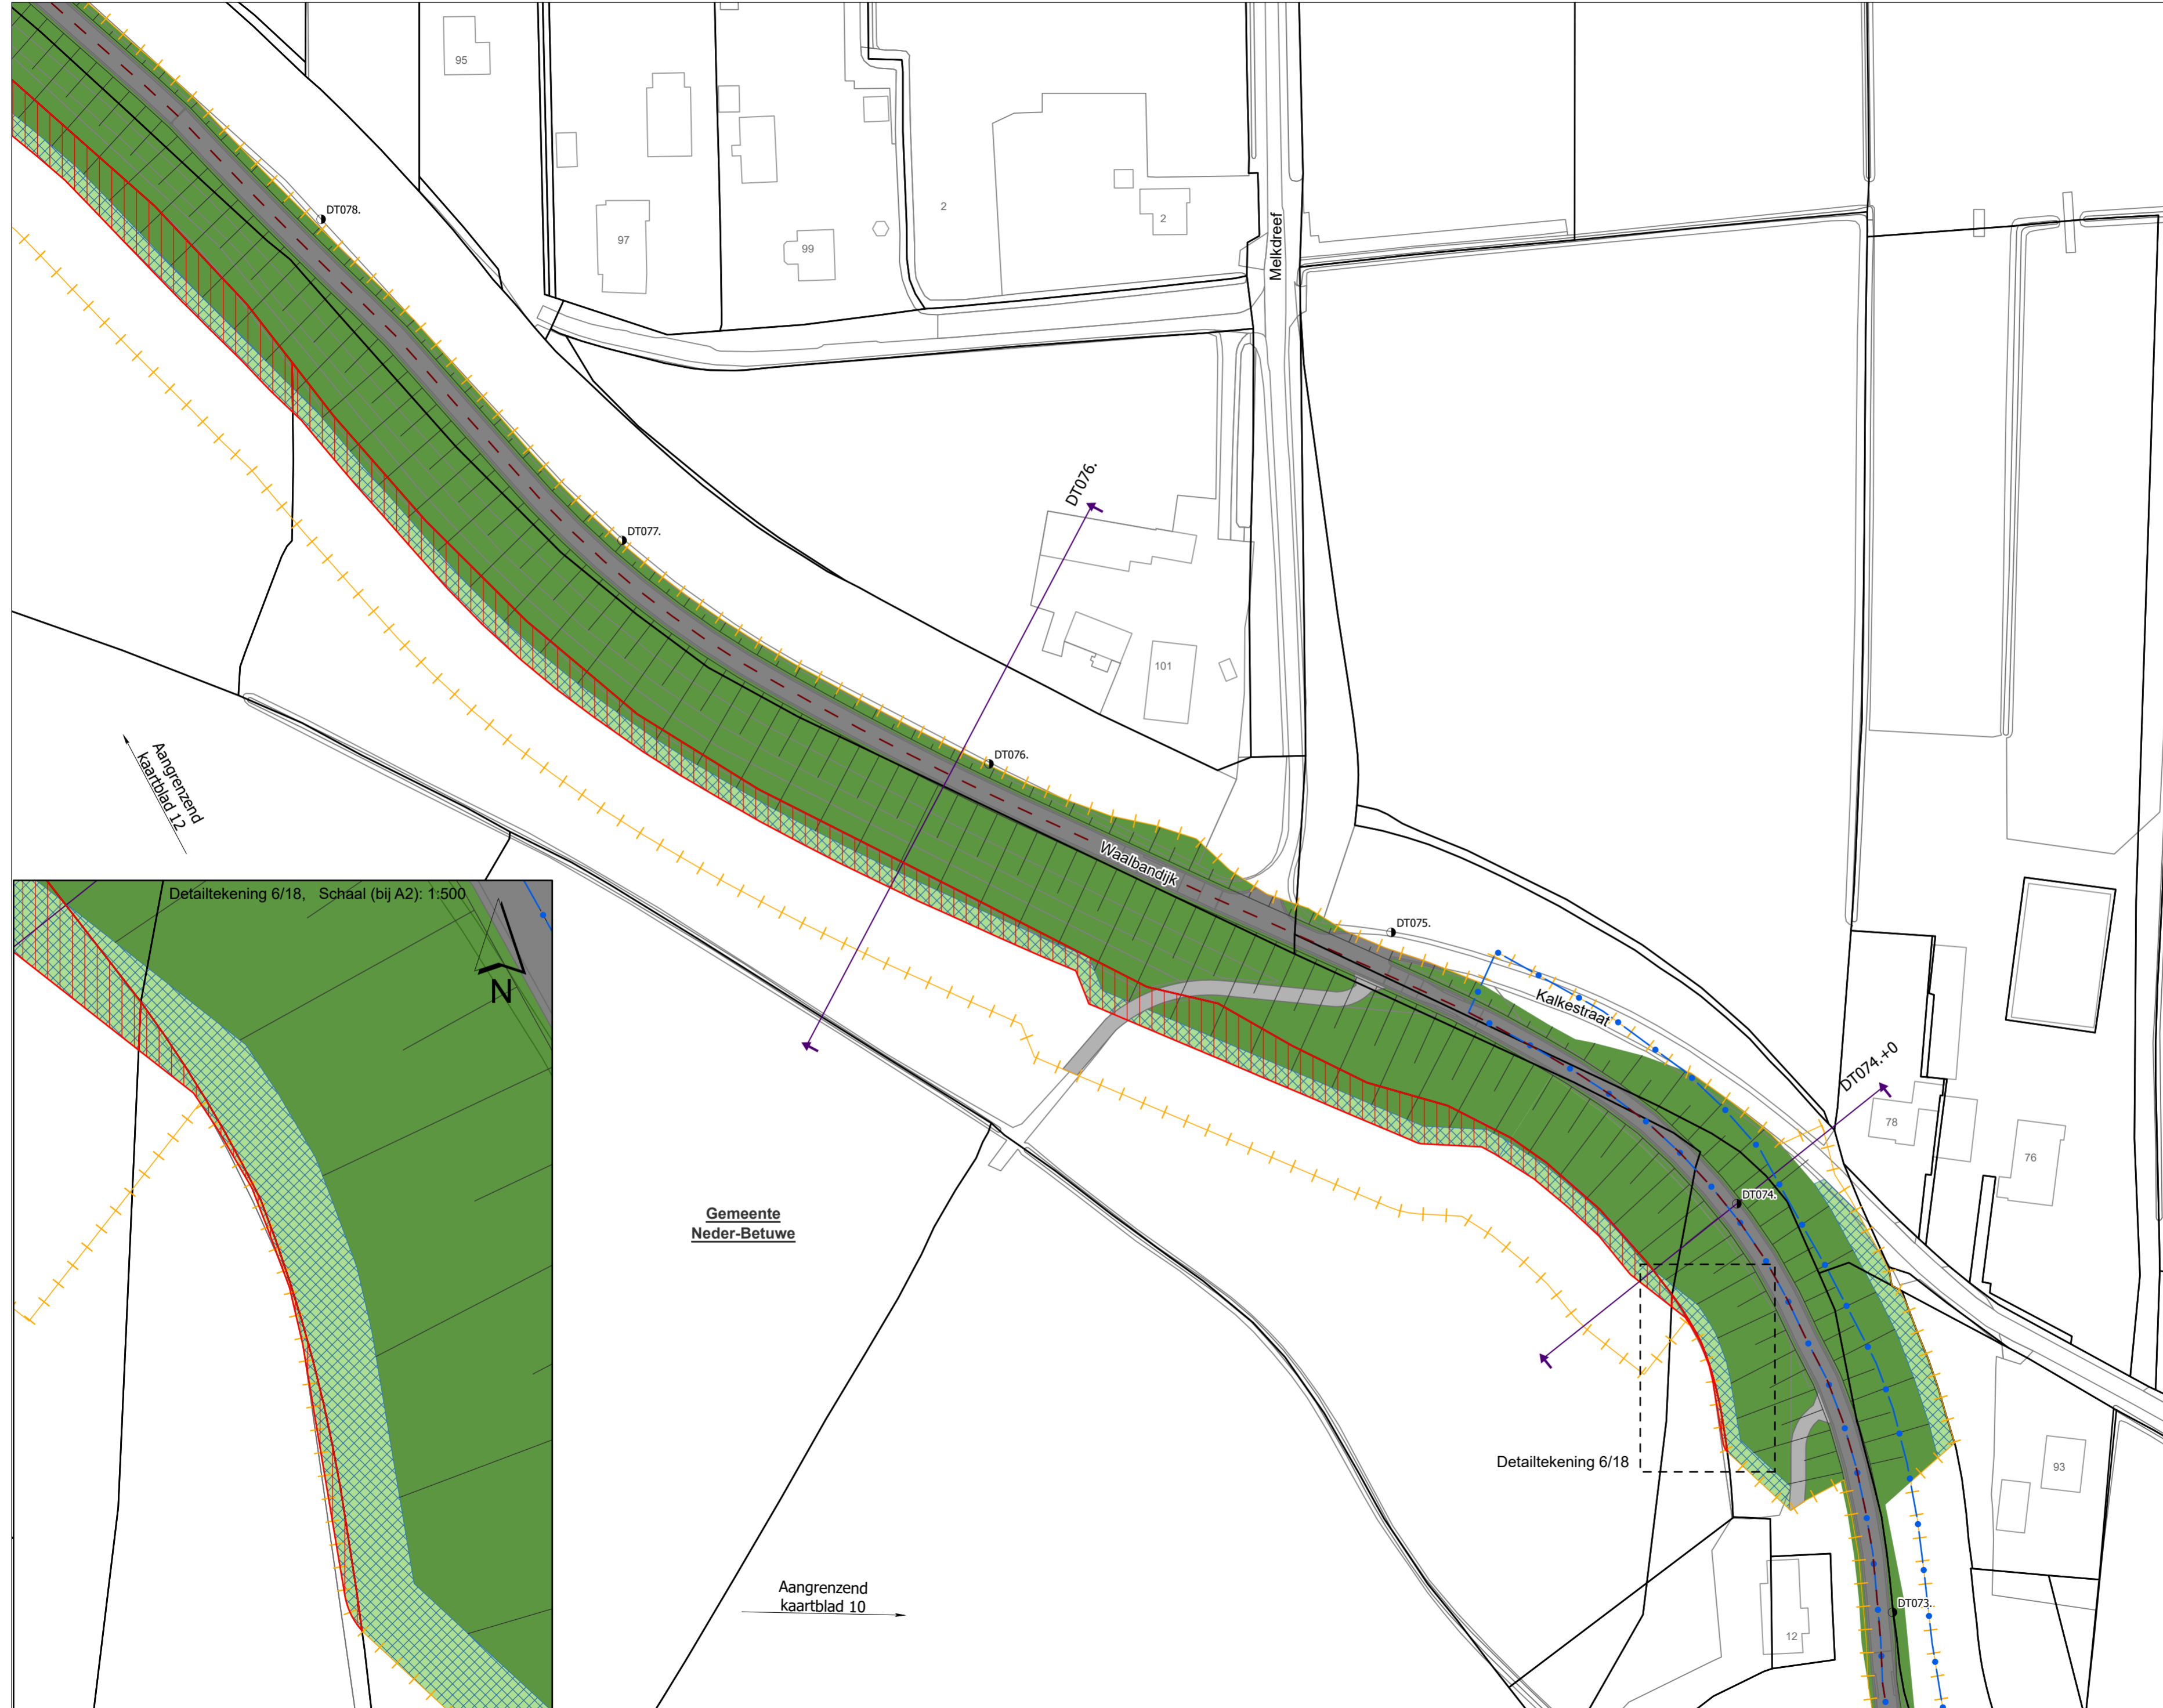 95
DT078.
97
99
2
2
Melkdreef
DT077.
DT076.
101
DT076.
Aangrenzend
kaartblad 12
Waalbandijk
DT075.
Kalkestraat
Detailtekening 6/18, Schaal (bij A2): 1:500
N
DT074.+0
78
76
DT074.
Gemeente
Neder-Betuwe
Detailtekening 6/18
93
Aangrenzend
kaartblad 10
DT073.
12